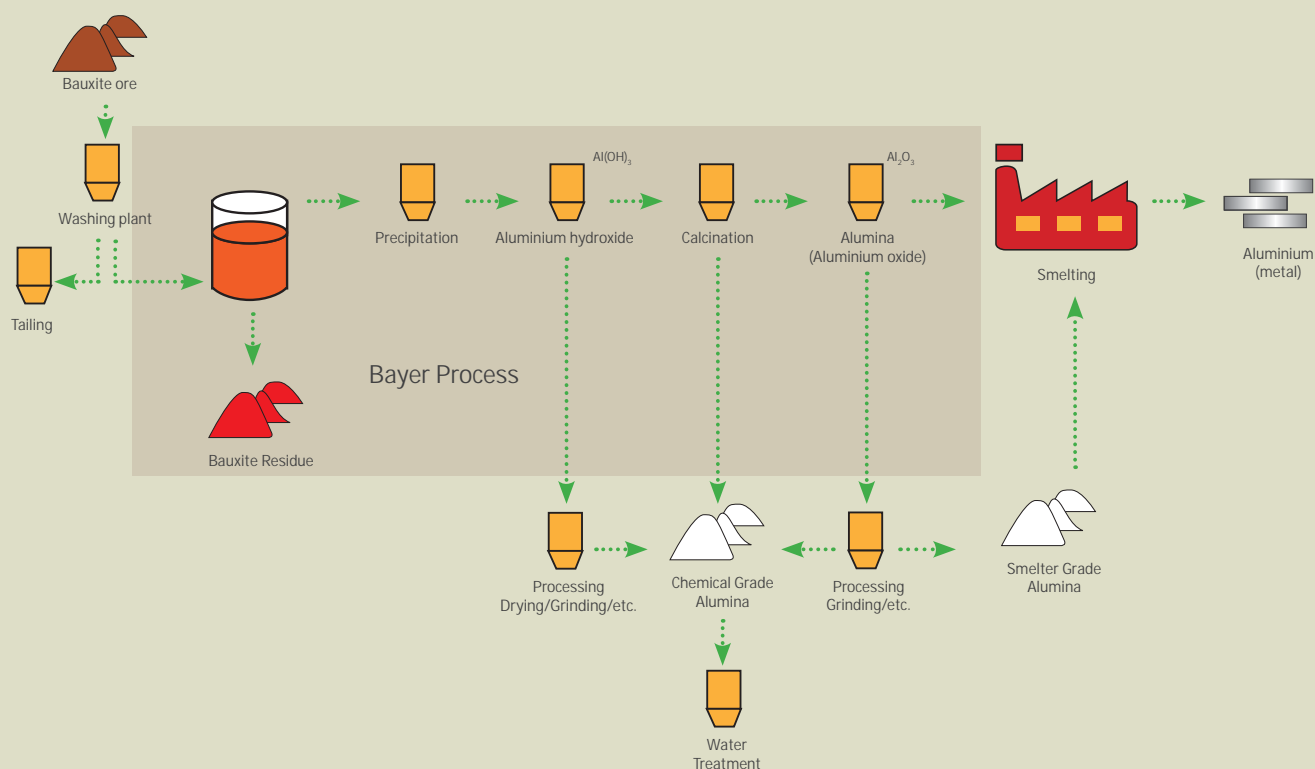 Bauxite ore
Washing plant
Tailing
Al(OH)₃
Al₂O₃
Precipitation
Aluminium hydroxide
Calcination
Alumina
(Aluminium oxide)
Smelting
Aluminium
(metal)
Bayer Process
Bauxite Residue
Processing
Drying/Grinding/etc.
Chemical Grade
Alumina
Processing
Grinding/etc.
Smelter Grade
Alumina
Water
Treatment